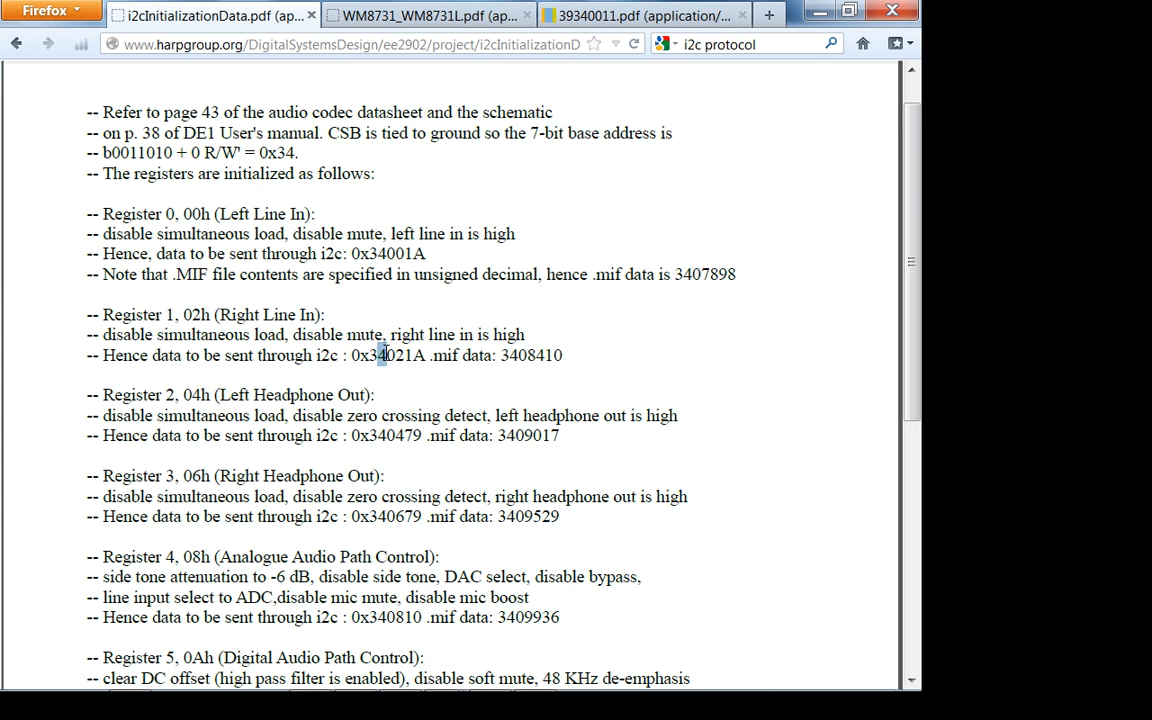 Firefox
i2cInitializationData.pdf (ap...
WM8731_WM8731L.pdf (ap...
39340011.pdf (application/...
www.harpgroup.org/DigitalSystemsDesign/ee2902/project/i2cInitializationD
i2c protocol
-- Refer to page 43 of the audio codec datasheet and the schematic
-- on p. 38 of DE1 User's manual. CSB is tied to ground so the 7-bit base address is
-- b0011010 + 0 R/W' = 0x34.
-- The registers are initialized as follows:
-- Register 0, 00h (Left Line In):
-- disable simultaneous load, disable mute, left line in is high
-- Hence, data to be sent through i2c: 0x34001A
-- Note that .MIF file contents are specified in unsigned decimal, hence .mif data is 3407898
-- Register 1, 02h (Right Line In):
-- disable simultaneous load, disable mute, right line in is high
-- Hence data to be sent through i2c : 0x34021A .mif data: 3408410
-- Register 2, 04h (Left Headphone Out):
-- disable simultaneous load, disable zero crossing detect, left headphone out is high
-- Hence data to be sent through i2c : 0x340479 .mif data: 3409017
-- Register 3, 06h (Right Headphone Out):
-- disable simultaneous load, disable zero crossing detect, right headphone out is high
-- Hence data to be sent through i2c : 0x340679 .mif data: 3409529
-- Register 4, 08h (Analogue Audio Path Control):
-- side tone attenuation to -6 dB, disable side tone, DAC select, disable bypass,
-- line input select to ADC,disable mic mute, disable mic boost
-- Hence data to be sent through i2c : 0x340810 .mif data: 3409936
-- Register 5, 0Ah (Digital Audio Path Control):
-- clear DC offset (high pass filter is enabled), disable soft mute, 48 KHz de-emphasis